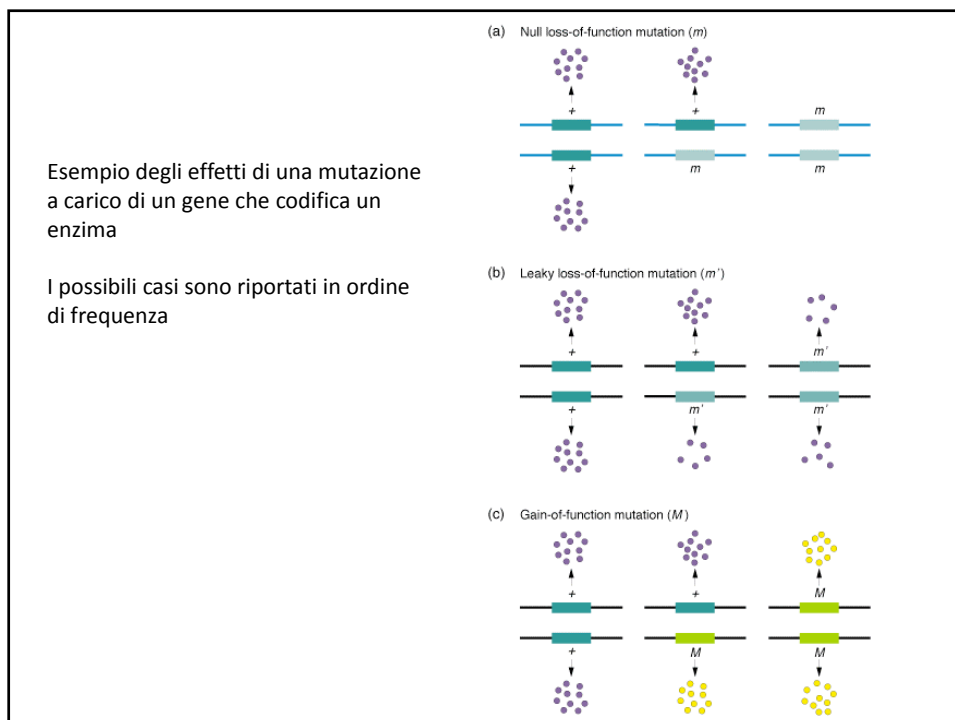 Esempio degli effetti di una mutazione
a carico di un gene che codifica un
enzima
I possibili casi sono riportati in ordine
di frequenza
(a) Null loss-of-function mutation (m)
+ + m
+ m m
(b) Leaky loss-of-function mutation (m')
+ + m'
+ m' m'
(c) Gain-of-function mutation (M)
+ + M
+ M M